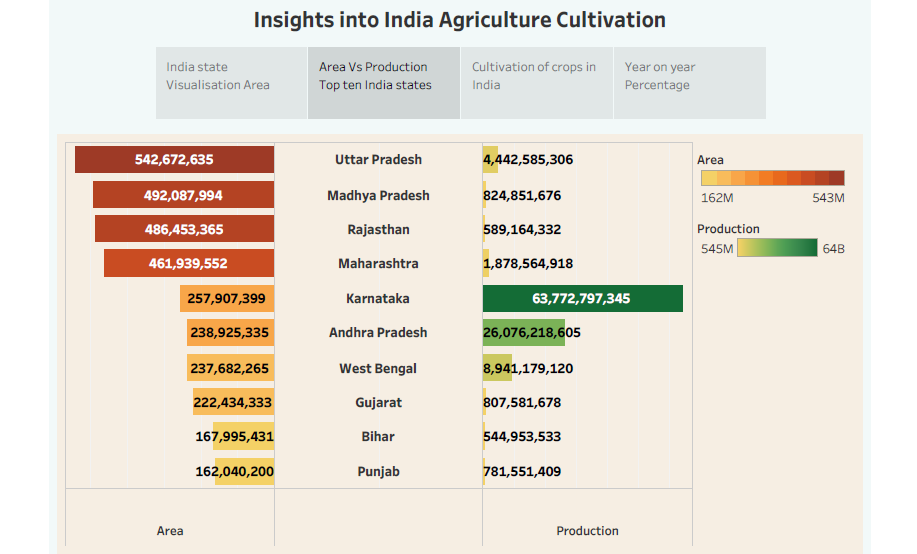 Insights into India Agriculture Cultivation
India state
Visualisation Area
Area Vs Production
Top ten India states
Cultivation of crops in
India
Year on year
Percentage
542,672,635 Uttar Pradesh 4,442,585,306
492,087,994 Madhya Pradesh 824,851,676
486,453,365 Rajasthan 589,164,332
461,939,552 Maharashtra 1,878,564,918
257,907,399 Karnataka 63,772,797,345
238,925,335 Andhra Pradesh 26,076,218,605
237,682,265 West Bengal 8,941,179,120
222,434,333 Gujarat 807,581,678
167,995,431 Bihar 544,953,533
162,040,200 Punjab 781,551,409
Area Production
Area
162M 543M
Production
545M 64B